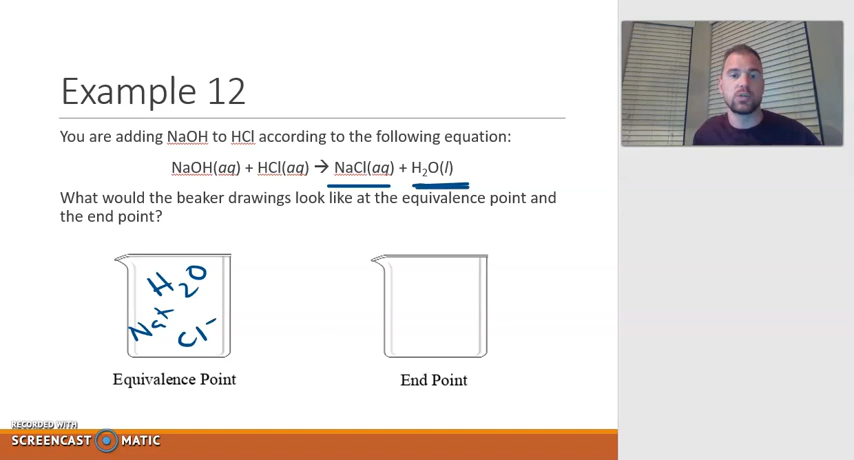 Example 12
You are adding NaOH to HCl according to the following equation:
NaOH(aq) + HCl(aq) → NaCl(aq) + H₂O(l)
What would the beaker drawings look like at the equivalence point and
the end point?
H₂O
Na⁺
Cl⁻
Equivalence Point
End Point
RECORDED WITH
SCREENCAST MATIC